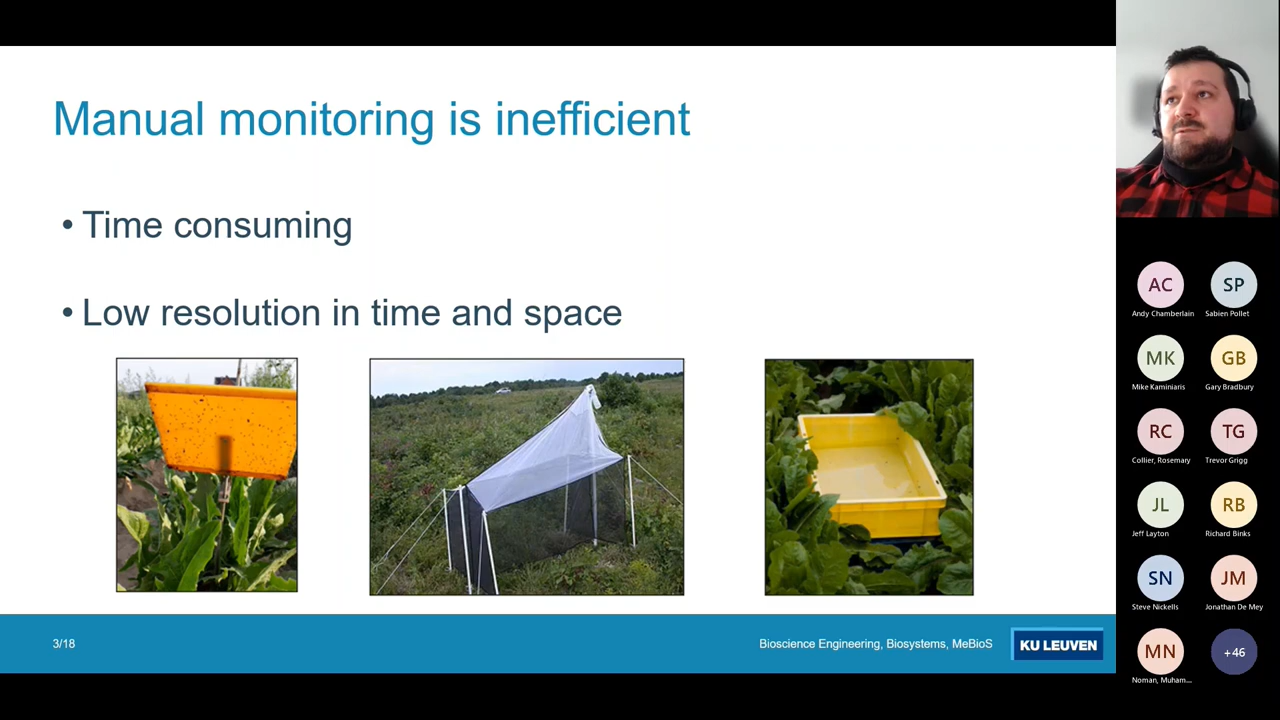 Manual monitoring is inefficient
• Time consuming
• Low resolution in time and space
3/18
Bioscience Engineering, Biosystems, MeBioS
KU LEUVEN
AC
SP
Andy Chamberlain
Sabien Pollet
MK
GB
Mike Kaminiaris
Gary Bradbury
RC
TG
Collier, Rosemary
Trevor Grigg
JL
RB
Jeff Layton
Richard Binks
SN
JM
Steve Nickells
Jonathan De Mey
MN
+46
Noman, Muham...